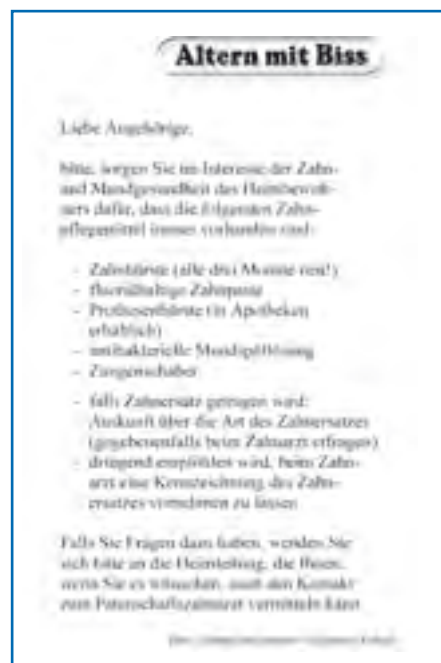 Altern mit Biss
Liebe Angehörige,
bitte, sorgen Sie im Interesse der Zahn-
und Mundgesundheit des Heimbewoh-
ners dafür, dass die folgenden Zahn-
pflegemittel immer vorhanden sind:
- Zahnbürste (alle drei Monate neu!)
- fluoridhaltige Zahnpasta
- Prothesenbürste (in Apotheken
erhältlich)
- antibakterielle Mundspüllösung
- Zungenschaber
- falls Zahnersatz getragen wird:
Auskunft über die Art des Zahnersatzes
(gegebenenfalls beim Zahnarzt erfragen)
- dringend empfohlen wird, beim Zahn-
arzt eine Kennzeichnung des Zahn-
ersatzes vornehmen zu lassen
Falls Sie Fragen dazu haben, wenden Sie
sich bitte an die Heimleitung, die Ihnen,
wenn Sie es wünschen, auch den Kontakt
zum Patenschaftszahnarzt vermitteln kann